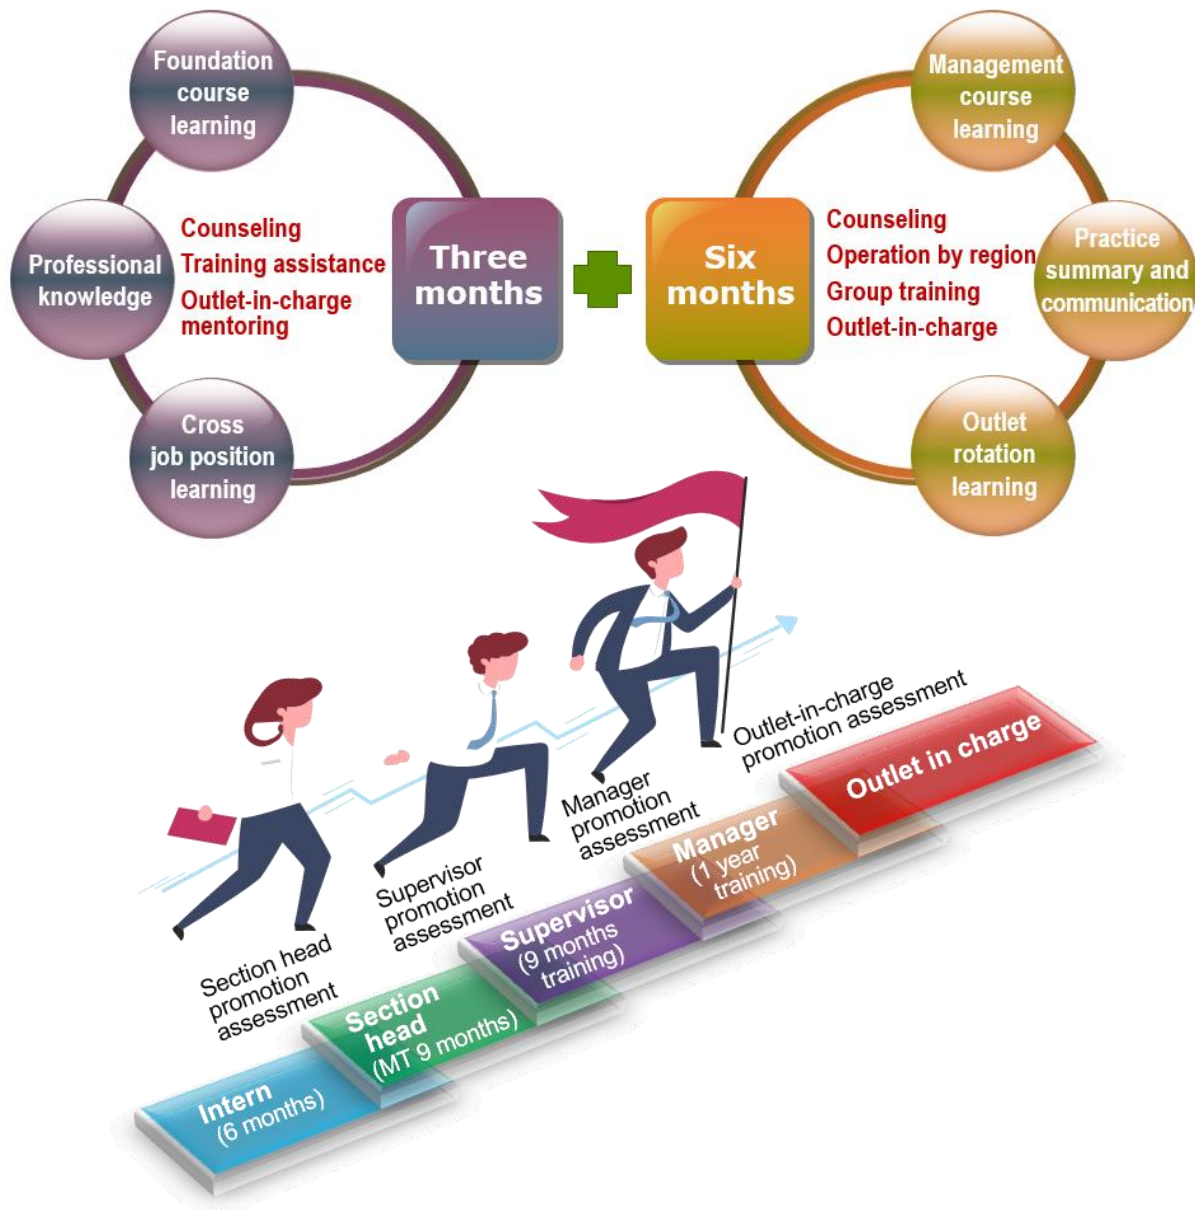 Foundation
course
learning
Professional
knowledge
Cross
job position
learning
Counseling
Training assistance
Outlet-in-charge
mentoring
Three
months
Six
months
Counseling
Operation by region
Group training
Outlet-in-charge
Management
course
learning
Practice
summary and
communication
Outlet
rotation
learning
Section head
promotion
assessment
Supervisor
promotion
assessment
Manager
promotion
assessment
Outlet-in-charge
promotion assessment
Intern
(6 months)
Section
head
(MT 9 months)
Supervisor
(9 months
training)
Manager
(1 year
training)
Outlet in charge